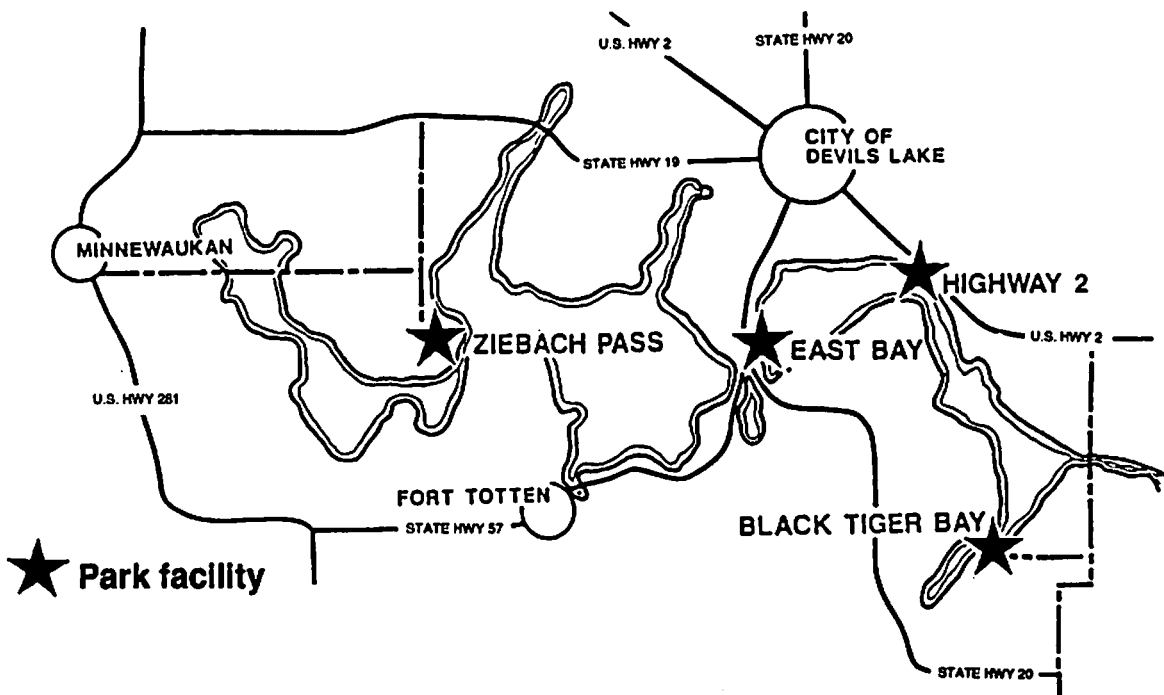 U.S. HWY 2
STATE HWY 20
CITY OF
DEVILS LAKE
STATE HWY 19
MINNEWAUKAN
HIGHWAY 2
ZIEBACH PASS
EAST BAY
U.S. HWY 2
U.S. HWY 281
FORT TOTTEN
STATE HWY 57
BLACK TIGER BAY
Park facility
STATE HWY 20